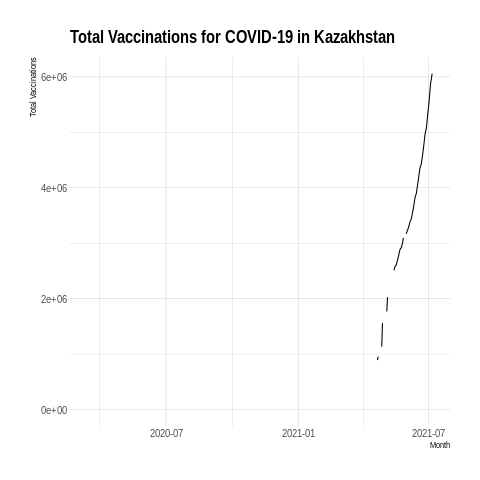 Total Vaccinations for COVID-19 in Kazakhstan
Total Vaccinations
6e+06
4e+06
2e+06
0e+00
2020-07
2021-01
2021-07
Month